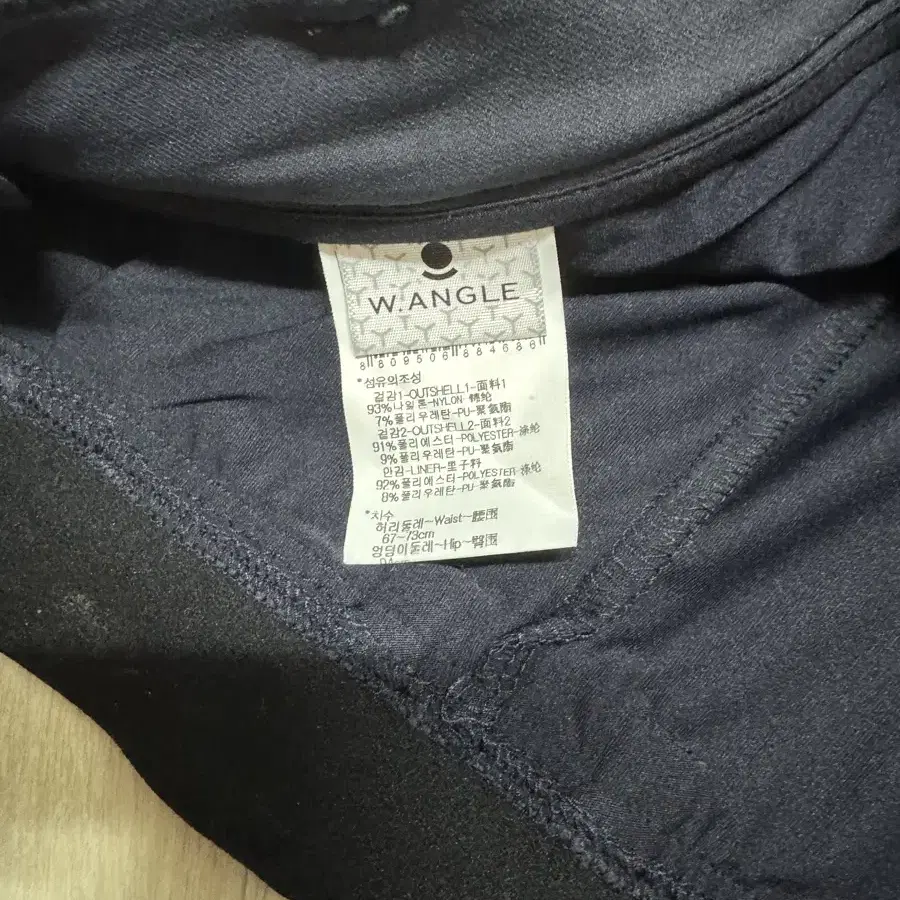 W.ANGLE
8809506884686
*섬유의조성
겉감1-OUTSHELL1-面料1
93%나일론-NYLON-锦纶
7%폴리우레탄-PU-聚氨酯
겉감2-OUTSHELL2-面料2
91%폴리에스터-POLYESTER-涤纶
9%폴리우레탄-PU-聚氨酯
안감-LINER-里子料
92%폴리에스터-POLYESTER-涤纶
8%폴리우레탄-PU-聚氨酯
*치수
허리둘레~Waist~腰围
67~73cm
엉덩이둘레~Hip~臀围